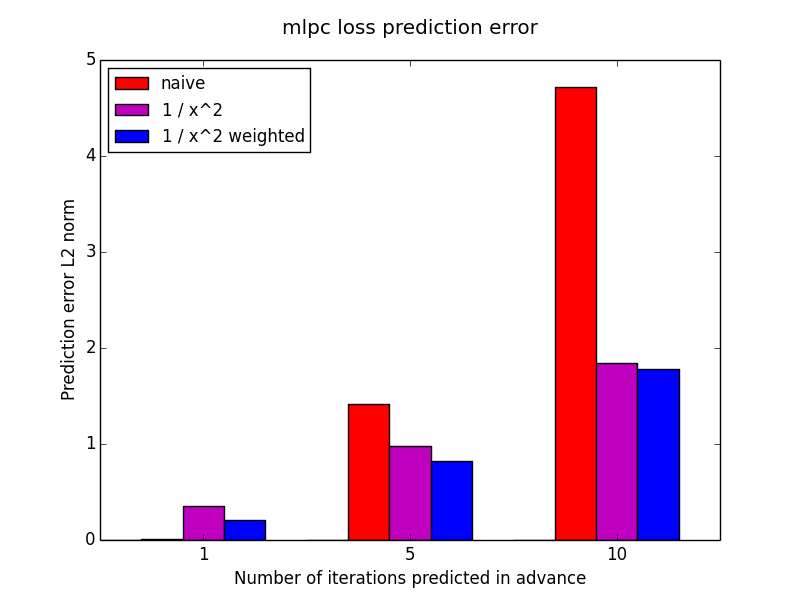 mlpc loss prediction error
naive
1 / x^2
1 / x^2 weighted
Prediction error L2 norm
5
4
3
2
1
0
1 5 10
Number of iterations predicted in advance